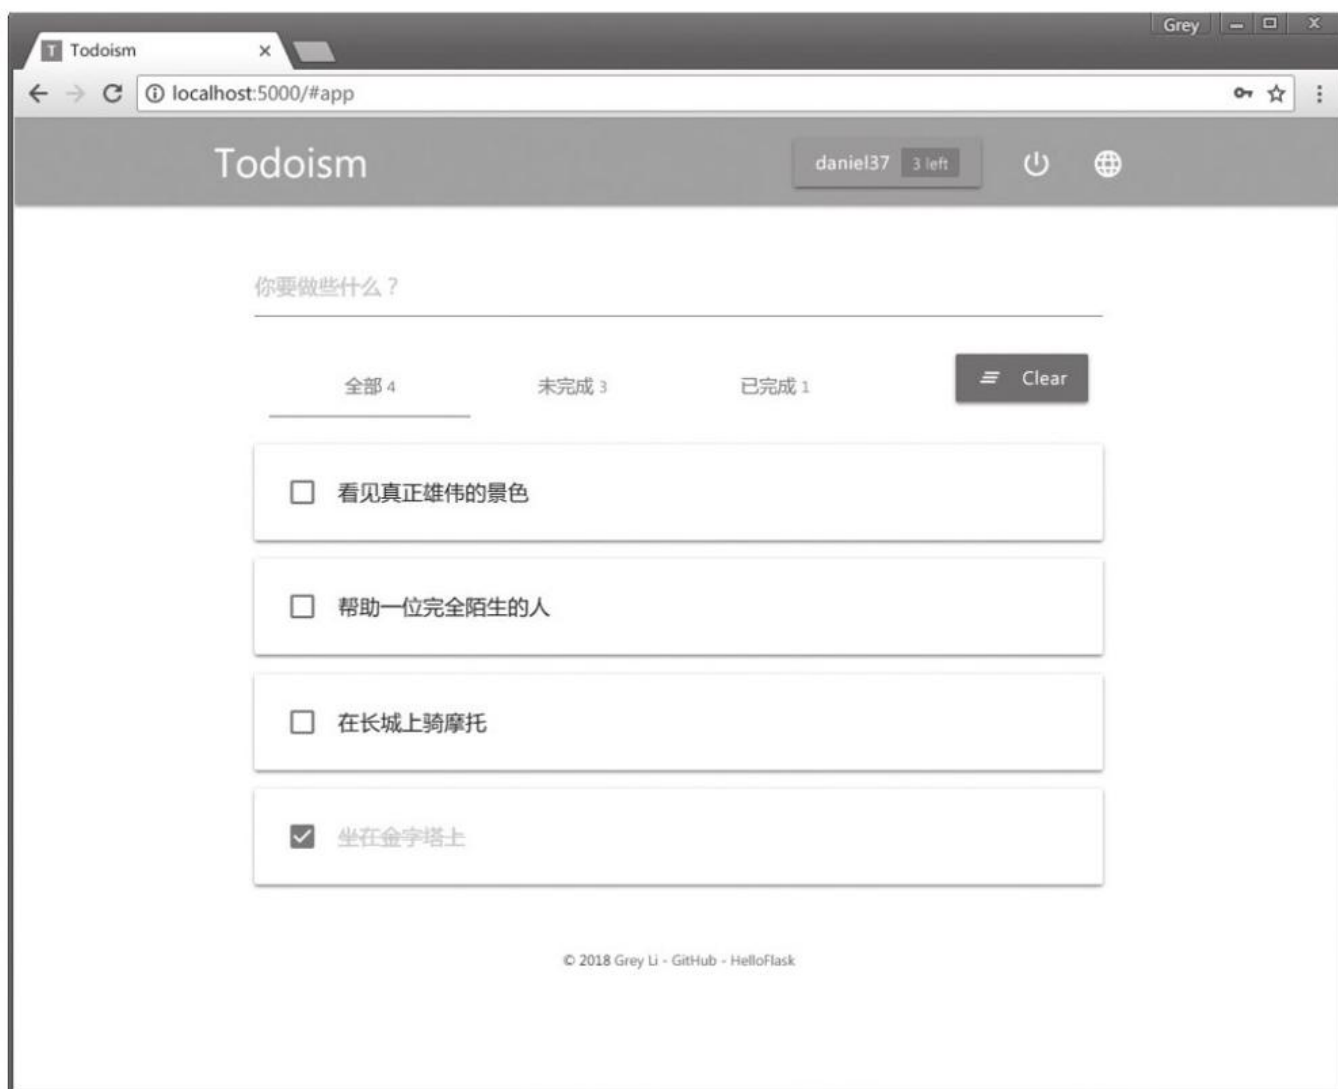 Grey
T Todoism
localhost:5000/#app
Todoism daniel37 3 left
你要做些什么？
全部 4 未完成 3 已完成 1 Clear
看见真正雄伟的景色
帮助一位完全陌生的人
在长城上骑摩托
坐在金字塔上
© 2018 Grey Li - GitHub - HelloFlask